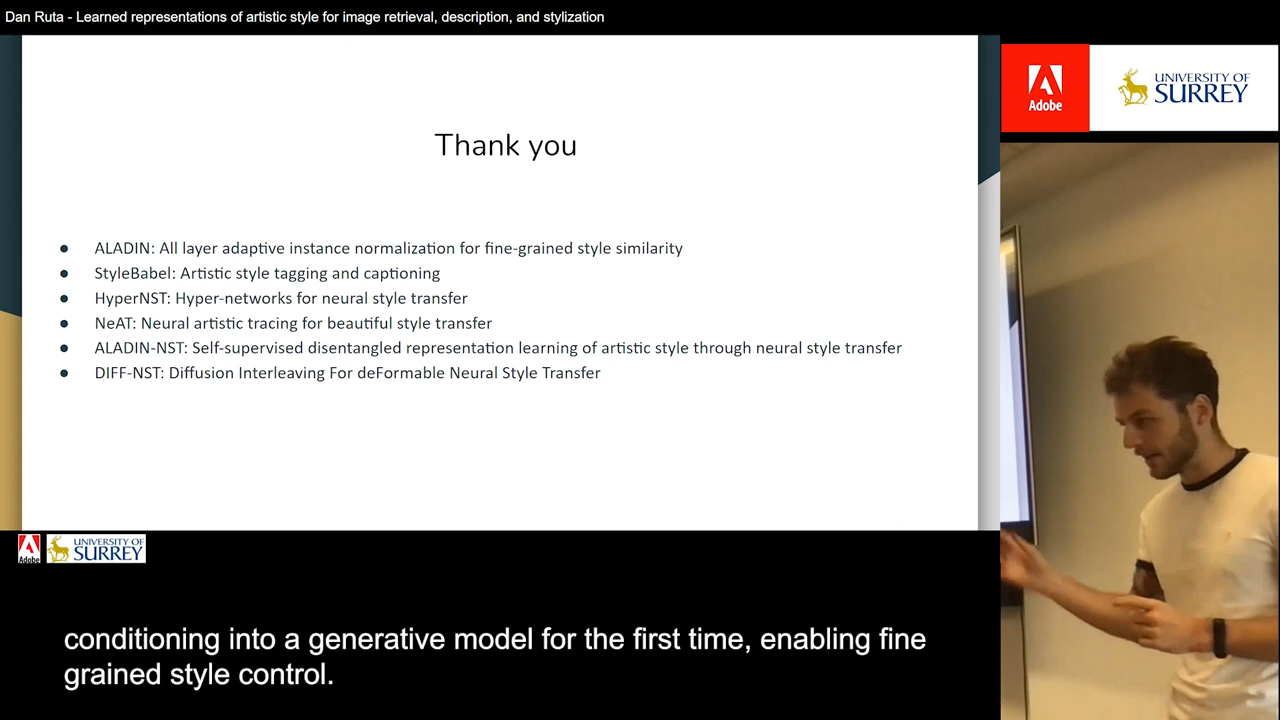 Dan Ruta - Learned representations of artistic style for image retrieval, description, and stylization
Adobe
UNIVERSITY OF
SURREY
Thank you
● ALADIN: All layer adaptive instance normalization for fine-grained style similarity
● StyleBabel: Artistic style tagging and captioning
● HyperNST: Hyper-networks for neural style transfer
● NeAT: Neural artistic tracing for beautiful style transfer
● ALADIN-NST: Self-supervised disentangled representation learning of artistic style through neural style transfer
● DIFF-NST: Diffusion Interleaving For deFormable Neural Style Transfer
Adobe
UNIVERSITY OF
SURREY
conditioning into a generative model for the first time, enabling fine
grained style control.